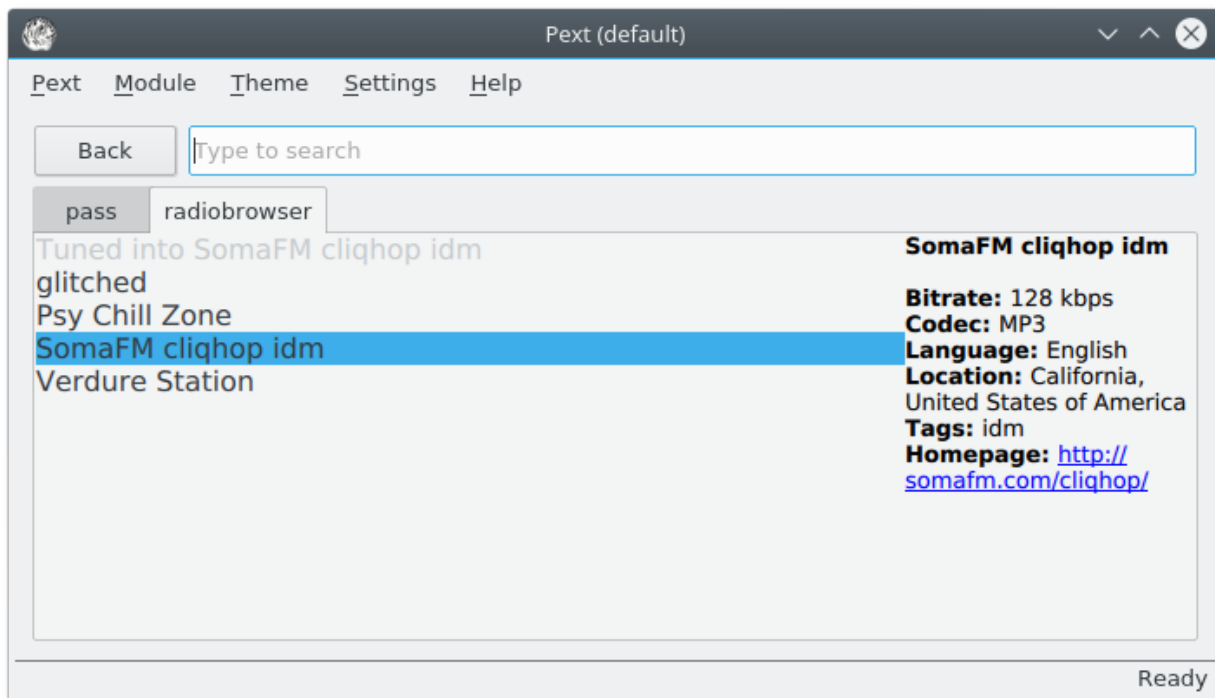 Pext (default)
Pext Module Theme Settings Help
Back Type to search
pass radiobrowser
Tuned into SomaFM cliqhop idm
glitched
Psy Chill Zone
SomaFM cliqhop idm
Verdure Station
SomaFM cliqhop idm
Bitrate: 128 kbps
Codec: MP3
Language: English
Location: California,
United States of America
Tags: idm
Homepage: http://
somafm.com/cliqhop/
Ready